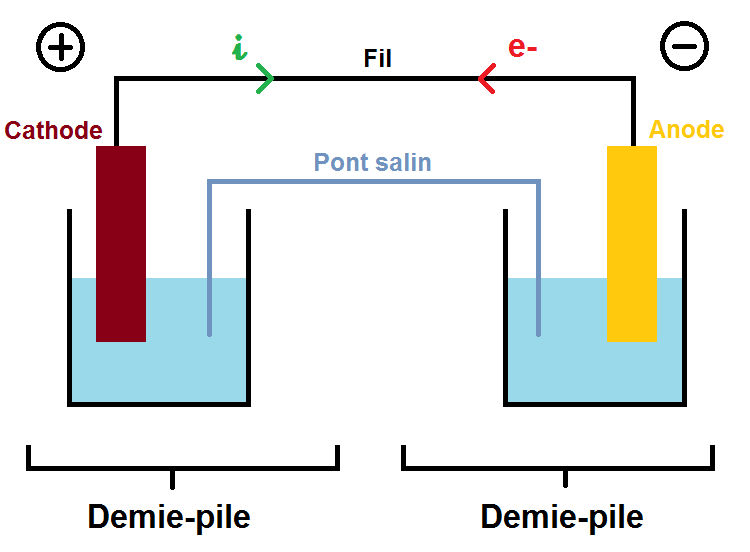 +
−
i
Fil
e-
Cathode
Anode
Pont salin
Demie-pile
Demie-pile